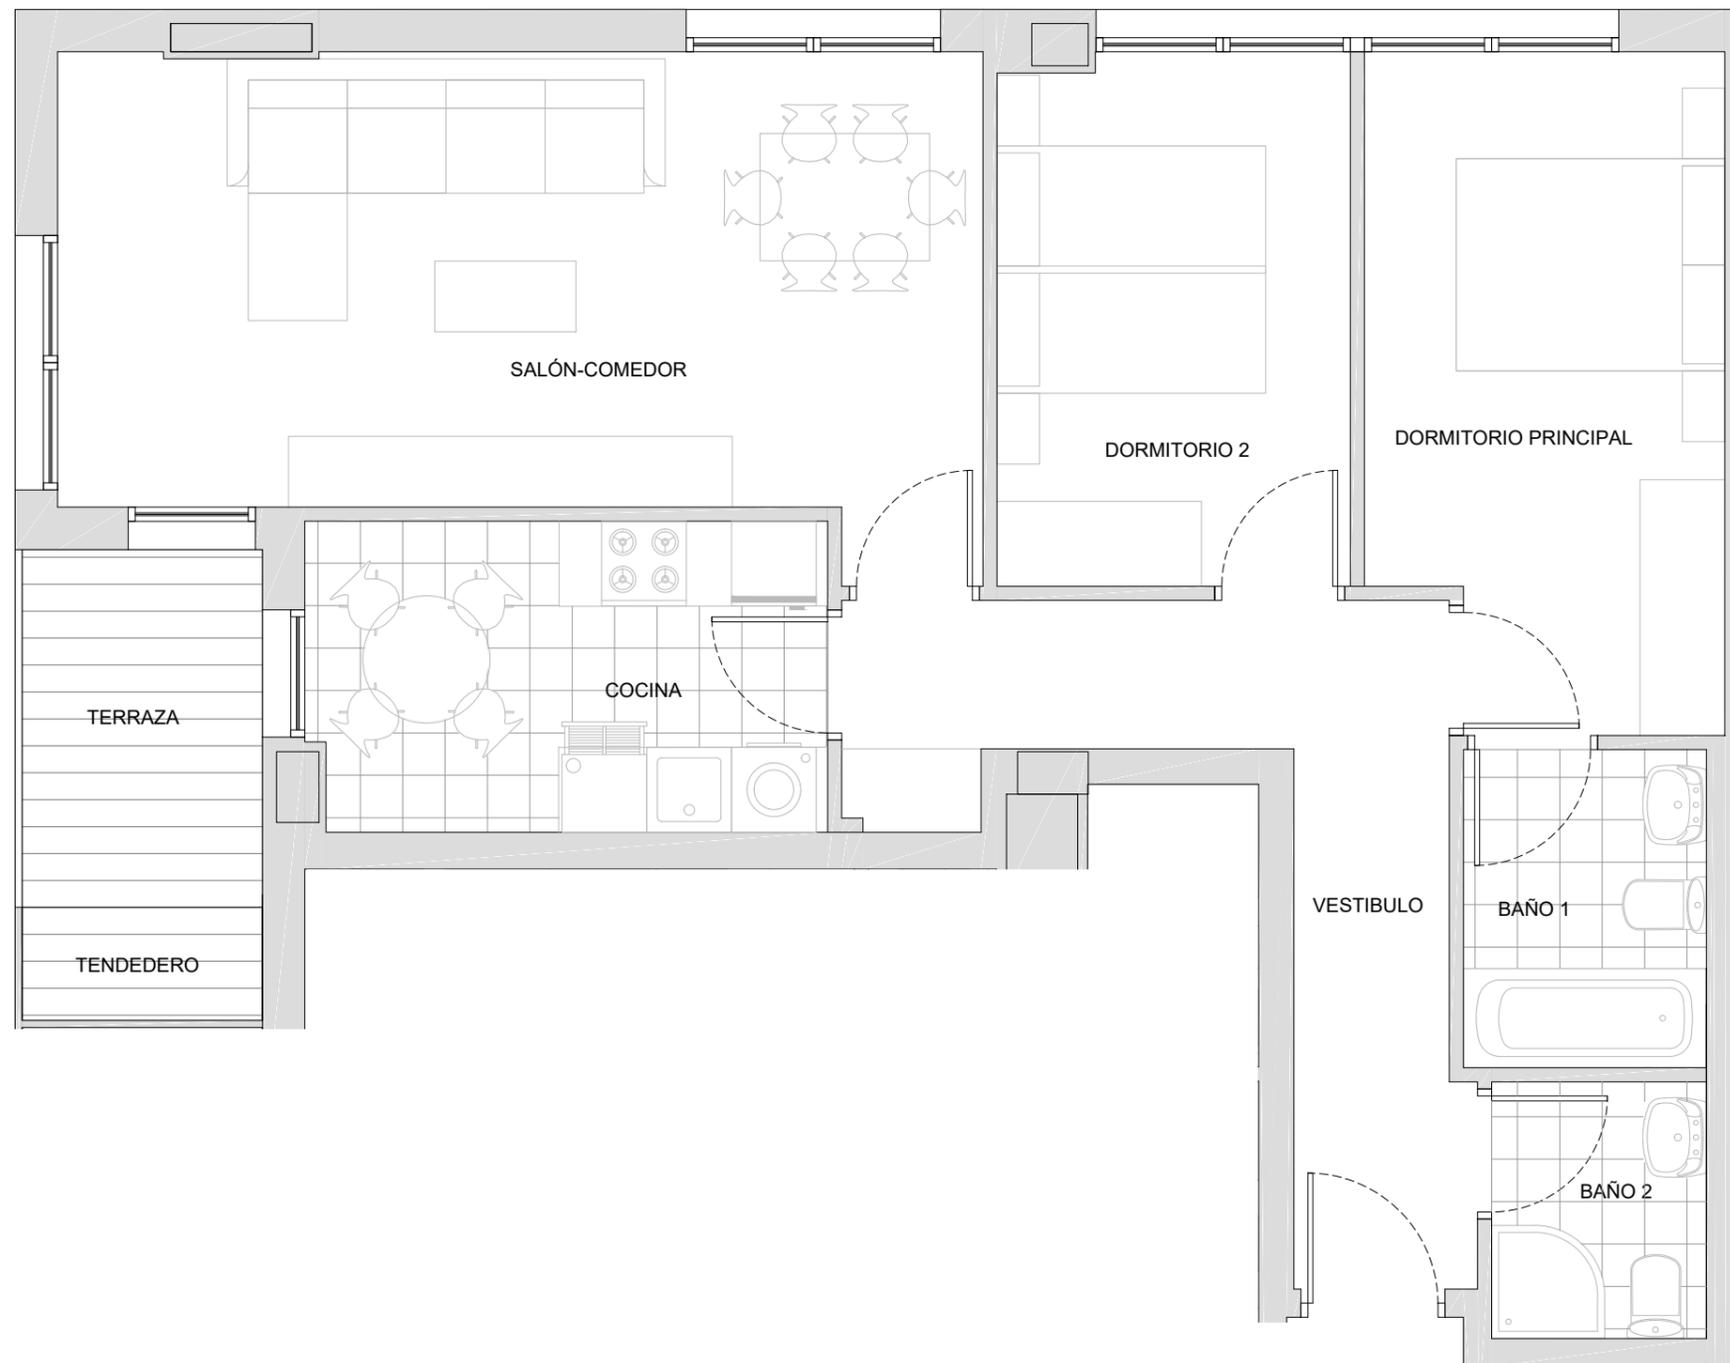 SALÓN-COMEDOR
DORMITORIO 2
DORMITORIO PRINCIPAL
COCINA
TERRAZA
TENDEDERO
VESTIBULO
BAÑO 1
BAÑO 2